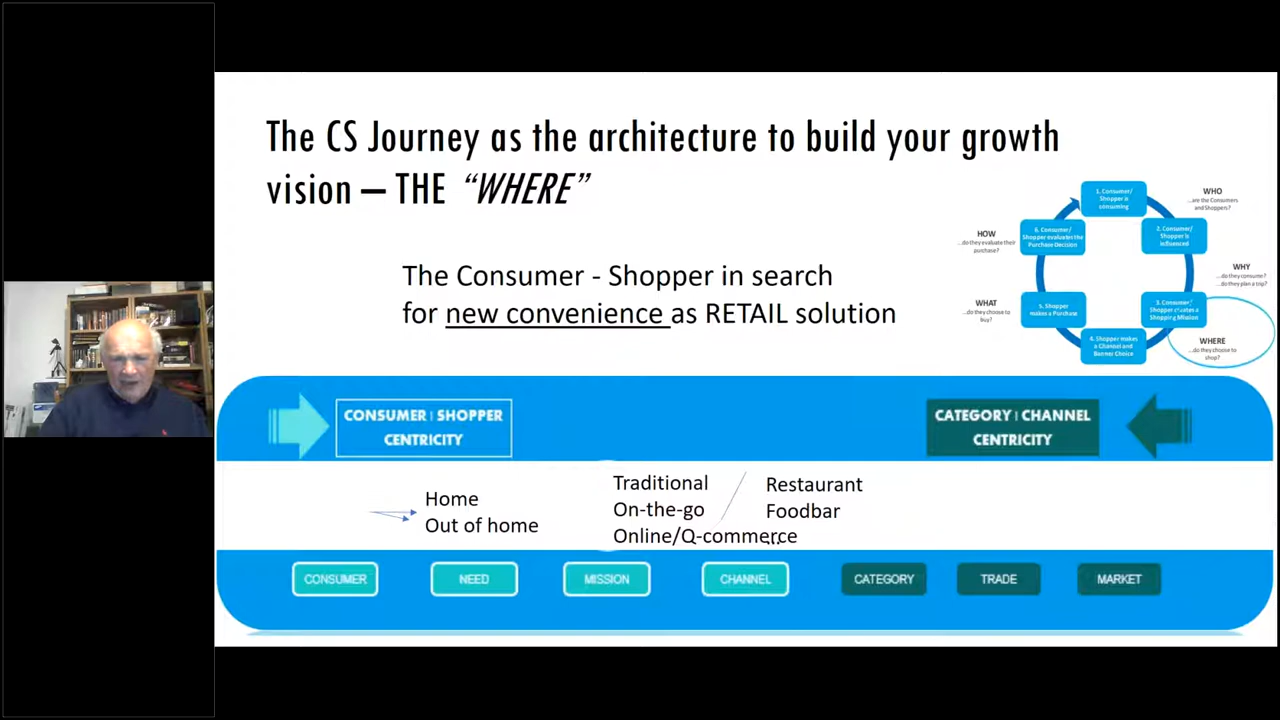 The CS Journey as the architecture to build your growth
vision – THE “WHERE”
The Consumer - Shopper in search
for new convenience as RETAIL solution
1. Consumer/
Shopper is
consuming
WHO
...are the Consumers
and Shoppers?
2. Consumer/
Shopper is
influenced
WHY
...do they consume?
...do they plan a trip?
3. Consumer/
Shopper creates a
Shopping Mission
WHERE
...do they choose to
shop?
4. Shopper makes
a Channel and
Banner Choice
5. Shopper
makes a Purchase
WHAT
...do they choose to
buy?
6. Consumer/
Shopper evaluates the
Purchase Decision
HOW
...do they evaluate their
purchase?
CONSUMER | SHOPPER
CENTRICITY
CATEGORY | CHANNEL
CENTRICITY
Home
Out of home
Traditional
On-the-go
Online/Q-commerce
Restaurant
Foodbar
CONSUMER
NEED
MISSION
CHANNEL
CATEGORY
TRADE
MARKET